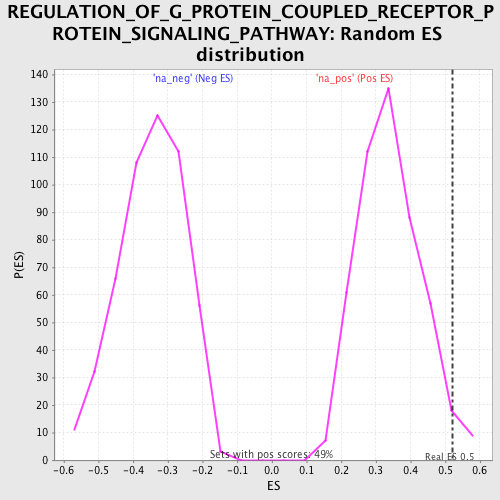 REGULATION_OF_G_PROTEIN_COUPLED_RECEPTOR_P
ROTEIN_SIGNALING_PATHWAY: Random ES
distribution
'na_neg' (Neg ES) 'na_pos' (Pos ES)
140
130
120
110
100
90
80
70
60
50
40
30
20
10
0
P(ES)
Sets with pos scores: 49%
Real ES 0.5
-0.6 -0.5 -0.4 -0.3 -0.2 -0.1 0.0 0.1 0.2 0.3 0.4 0.5 0.6
ES